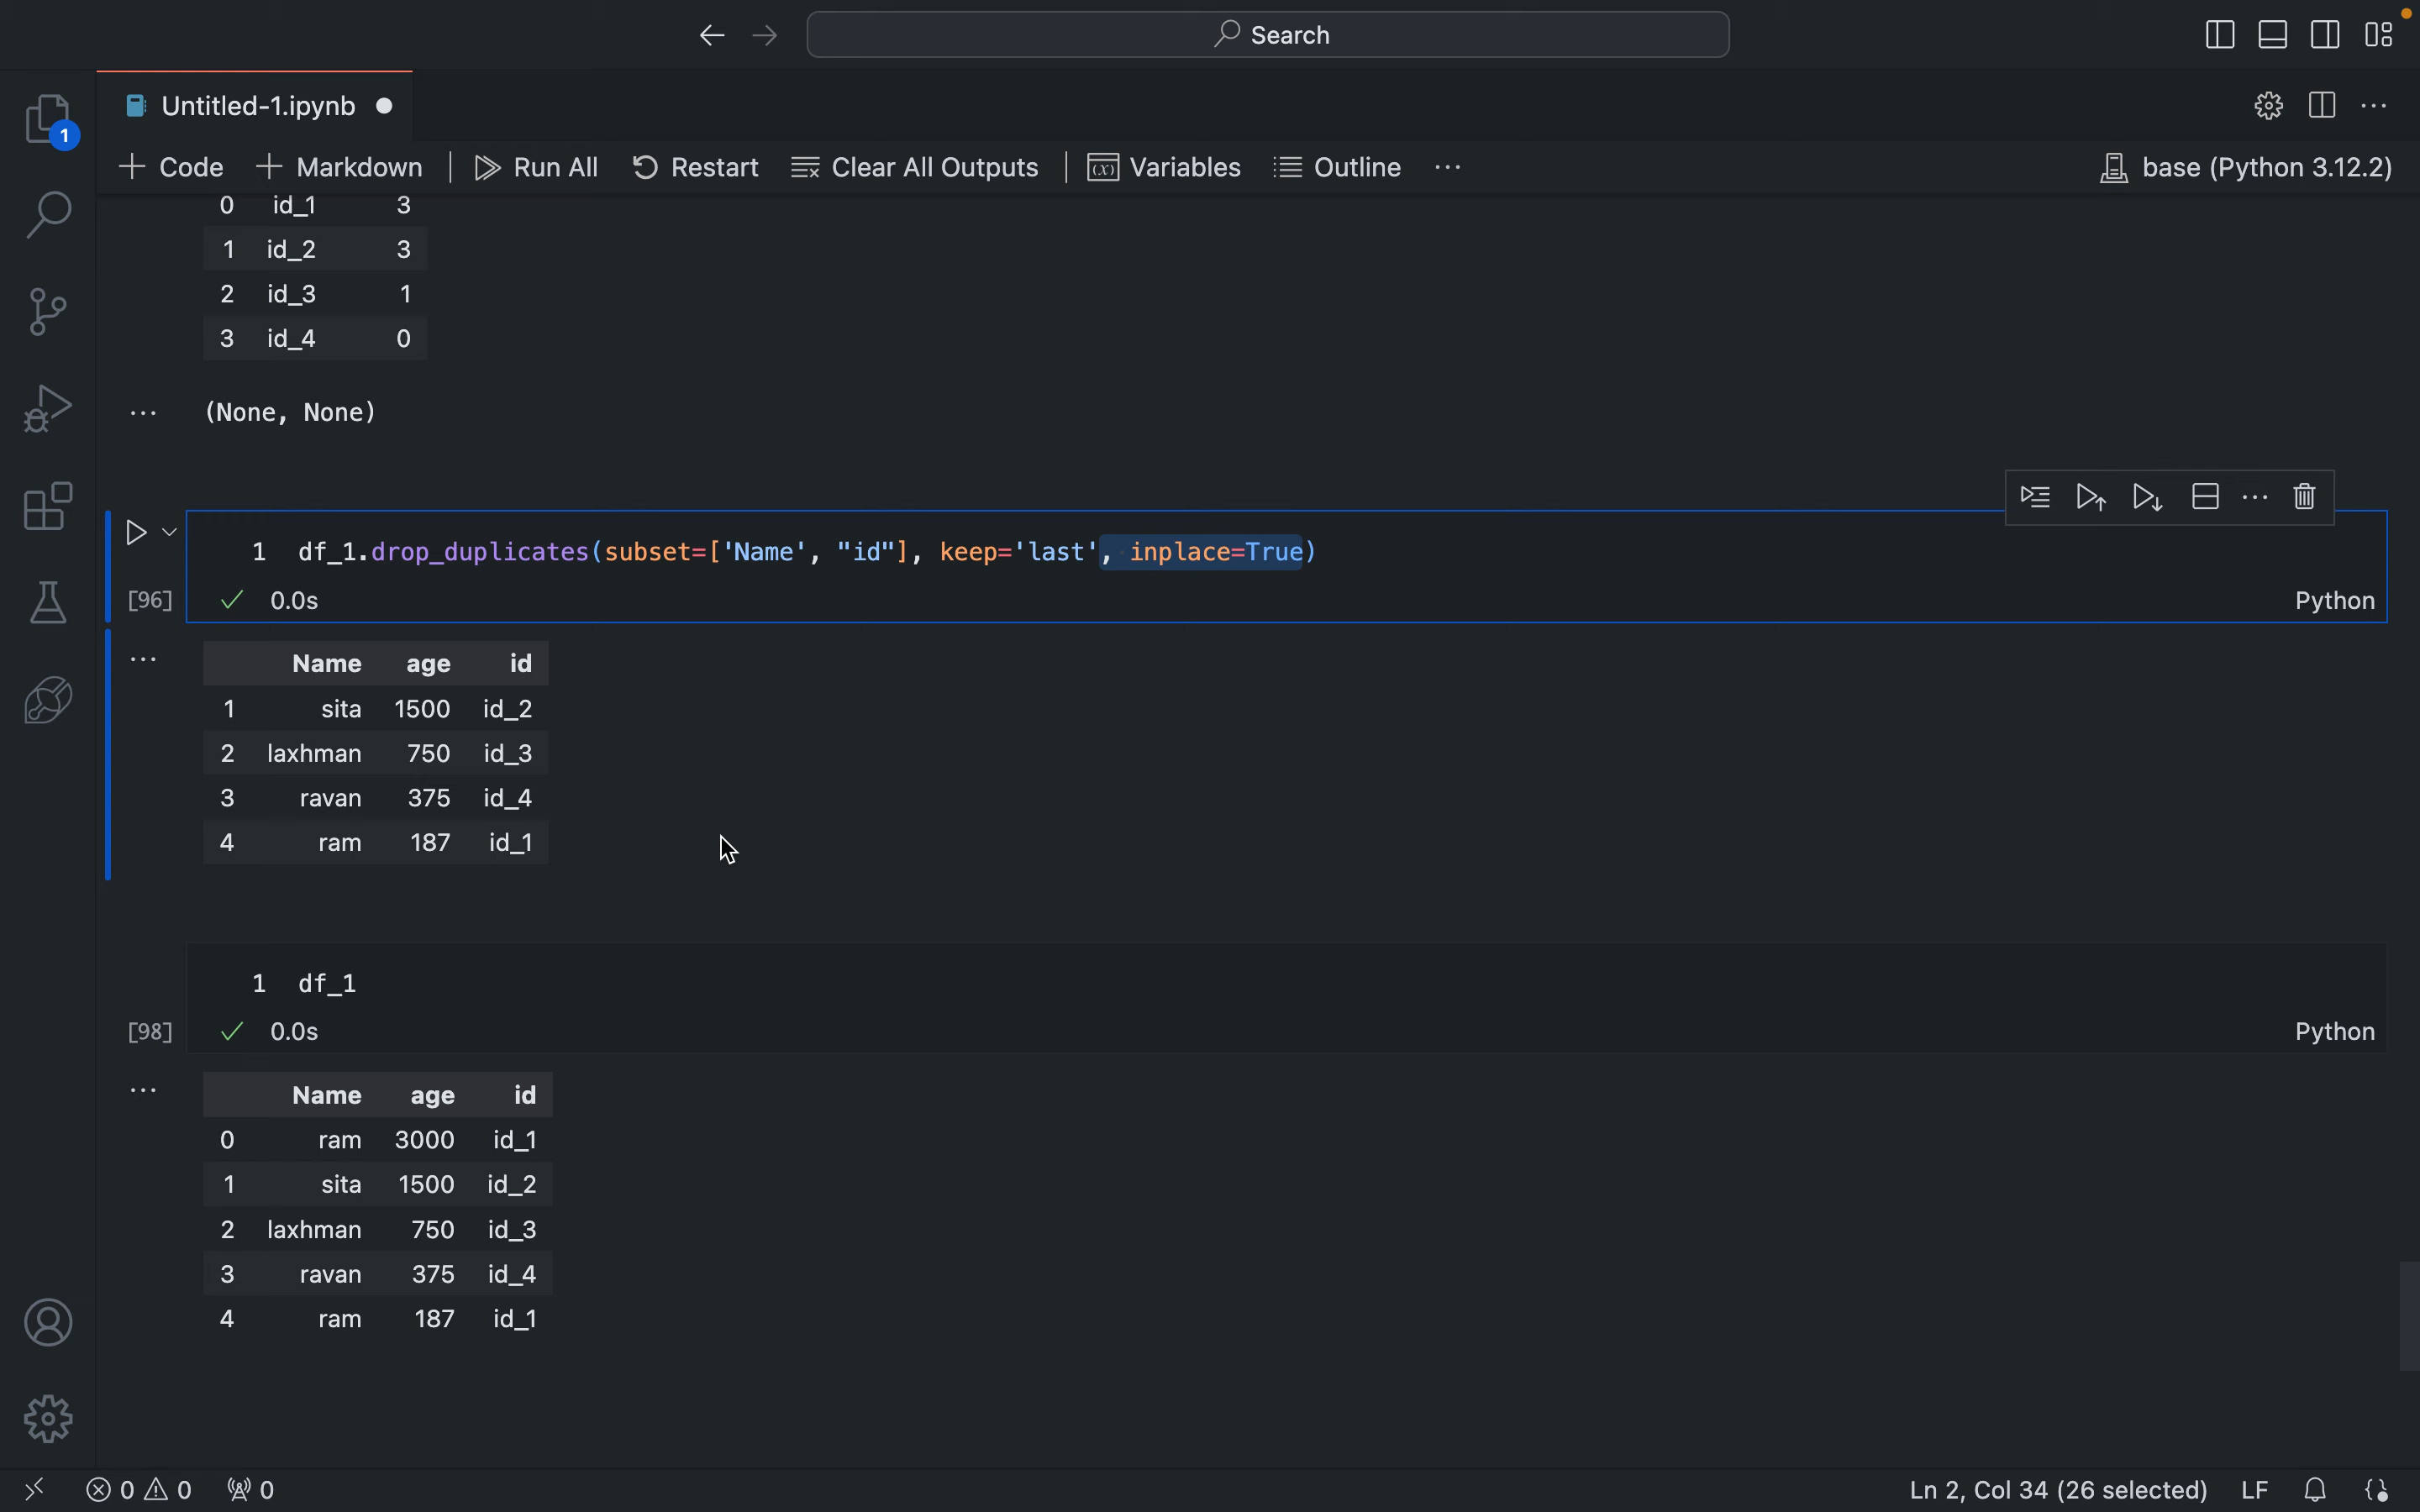 Search
Untitled-1.ipynb
1
Code Markdown Run All Restart Clear All Outputs Variables Outline ... base (Python 3.12.2)
0 id_1 3
1 id_2 3
2 id_3 1
3 id_4 0
... (None, None)
1 df_1.drop_duplicates(subset=['Name', "id"], keep='last', inplace=True)
[96] 0.0s Python
... Name age id
1 sita 1500 id_2
2 laxhman 750 id_3
3 ravan 375 id_4
4 ram 187 id_1
1 df_1
[98] 0.0s Python
... Name age id
0 ram 3000 id_1
1 sita 1500 id_2
2 laxhman 750 id_3
3 ravan 375 id_4
4 ram 187 id_1
0 0 0 Ln 2, Col 34 (26 selected) LF